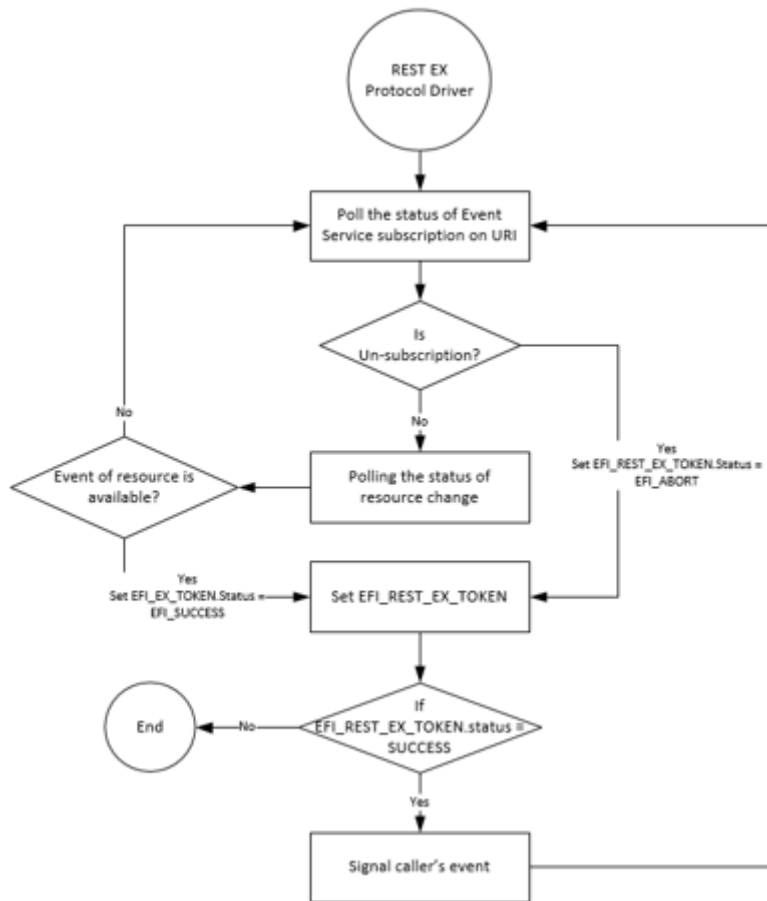 REST EX
Protocol Driver
Poll the status of Event
Service subscription on URI
Is
Un-subscription?
No
Yes
Set EFI_REST_EX_TOKEN.Status =
EFI_ABORT
No
Event of resource is
available?
Polling the status of
resource change
Yes
Set EFI_EX_TOKEN.Status =
EFI_SUCCESS
Set EFI_REST_EX_TOKEN
If
EFI_REST_EX_TOKEN.status =
SUCCESS
No
End
Yes
Signal caller's event